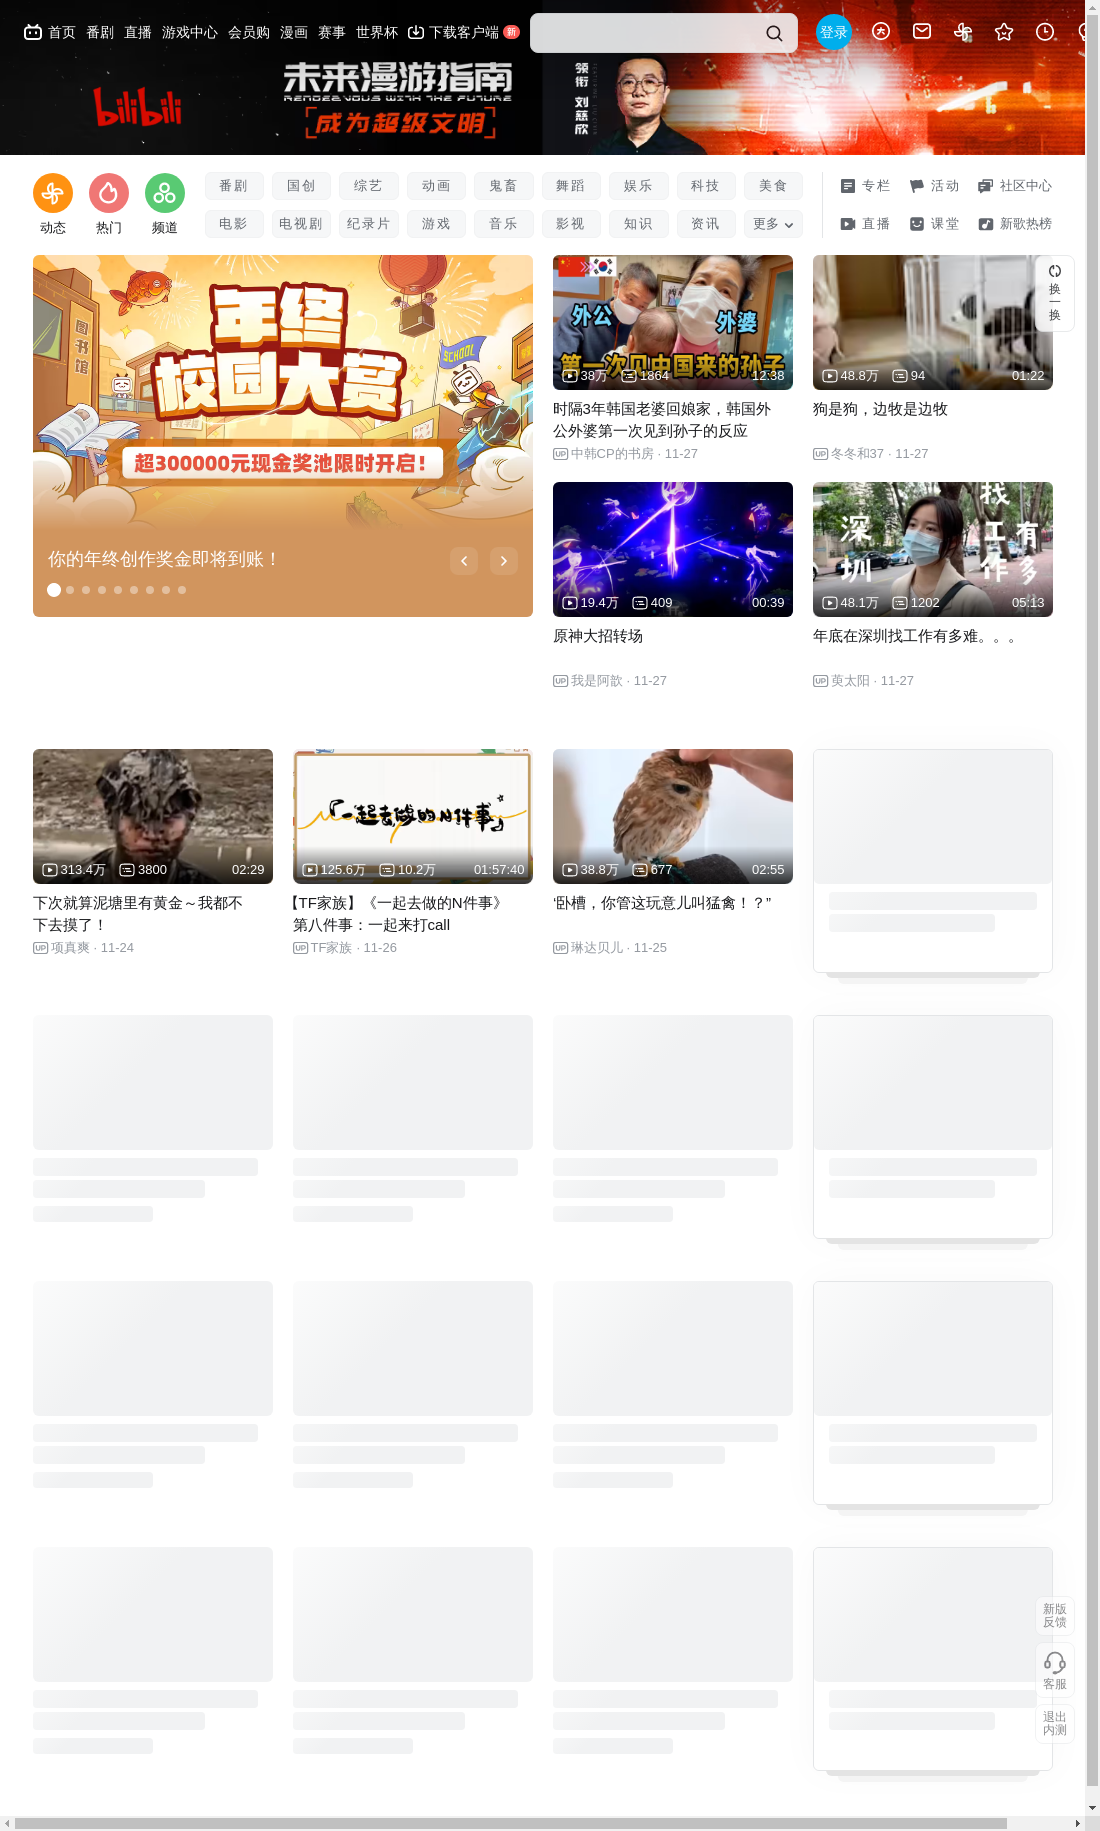 首页 番剧 直播 游戏中心 会员购 漫画 赛事 世界杯 下载客户端 新
登录
bilibili
未来漫游指南
RENDEZVOUS WITH THE FUTURE
成为超级文明
领衔 刘慈欣
动态 热门 频道
番剧 国创 综艺 动画 鬼畜 舞蹈 娱乐 科技 美食
电影 电视剧 纪录片 游戏 音乐 影视 知识 资讯 更多
专栏 活动 社区中心
直播 课堂 新歌热榜
图书馆
年终
校园大赛
SCHOOL
超300000元现金奖池限时开启！
你的年终创作奖金即将到账！
外公
外婆
第一次见中国来的孙子
38万 1864 12:38
时隔3年韩国老婆回娘家，韩国外
公外婆第一次见到孙子的反应
UP 中韩CP的书房 · 11-27
48.8万 94 01:22
狗是狗，边牧是边牧
UP 冬冬和37 · 11-27
换一换
19.4万 409 00:39
原神大招转场
UP 我是阿歆 · 11-27
深圳
找工作
有多
48.1万 1202 05:13
年底在深圳找工作有多难。。。
UP 萸太阳 · 11-27
313.4万 3800 02:29
下次就算泥塘里有黄金～我都不
下去摸了！
UP 项真爽 · 11-24
『一起去做的N件事』
125.6万 10.2万 01:57:40
【TF家族】《一起去做的N件事》
第八件事：一起来打call
UP TF家族 · 11-26
38.8万 677 02:55
‘卧槽，你管这玩意儿叫猛禽！？”
UP 琳达贝儿 · 11-25
新版
反馈
客服
退出
内测